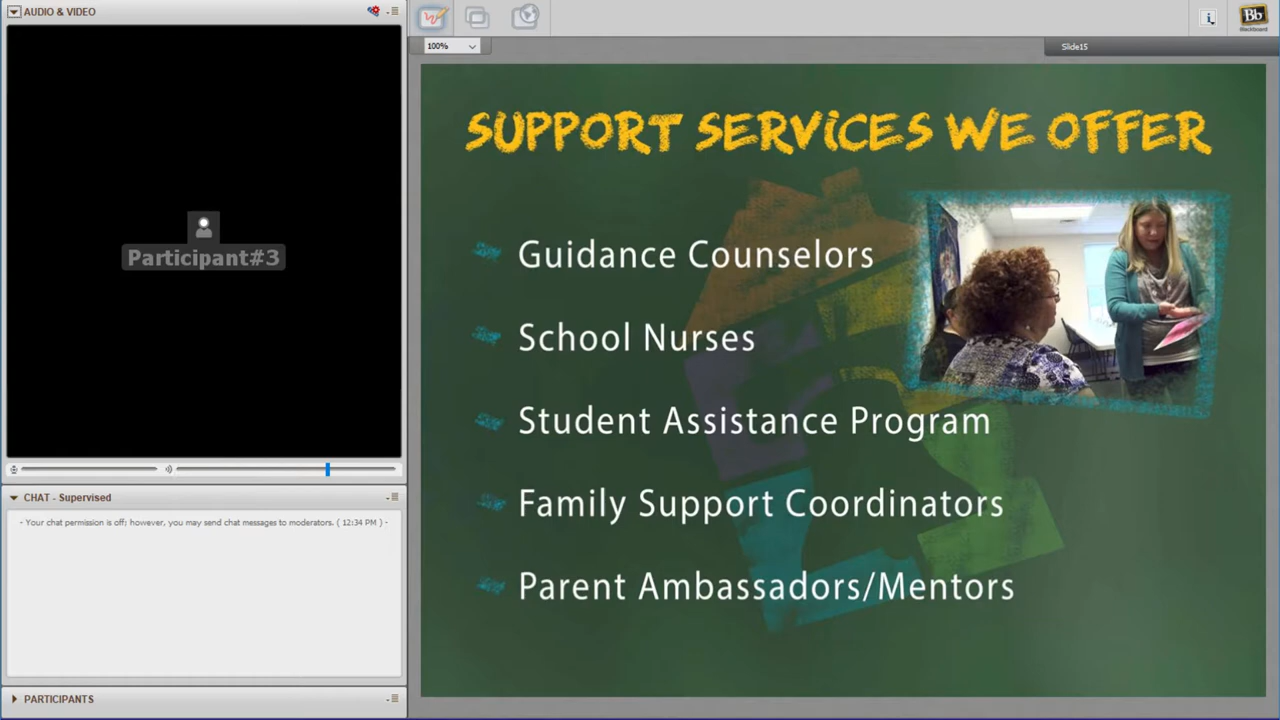 AUDIO & VIDEO
Participant#3
CHAT - Supervised
- Your chat permission is off; however, you may send chat messages to moderators. ( 12:34 PM ) -
PARTICIPANTS
100%
Slide15
i
Bb
Blackboard
SUPPORT SERVICES WE OFFER
Guidance Counselors
School Nurses
Student Assistance Program
Family Support Coordinators
Parent Ambassadors/Mentors